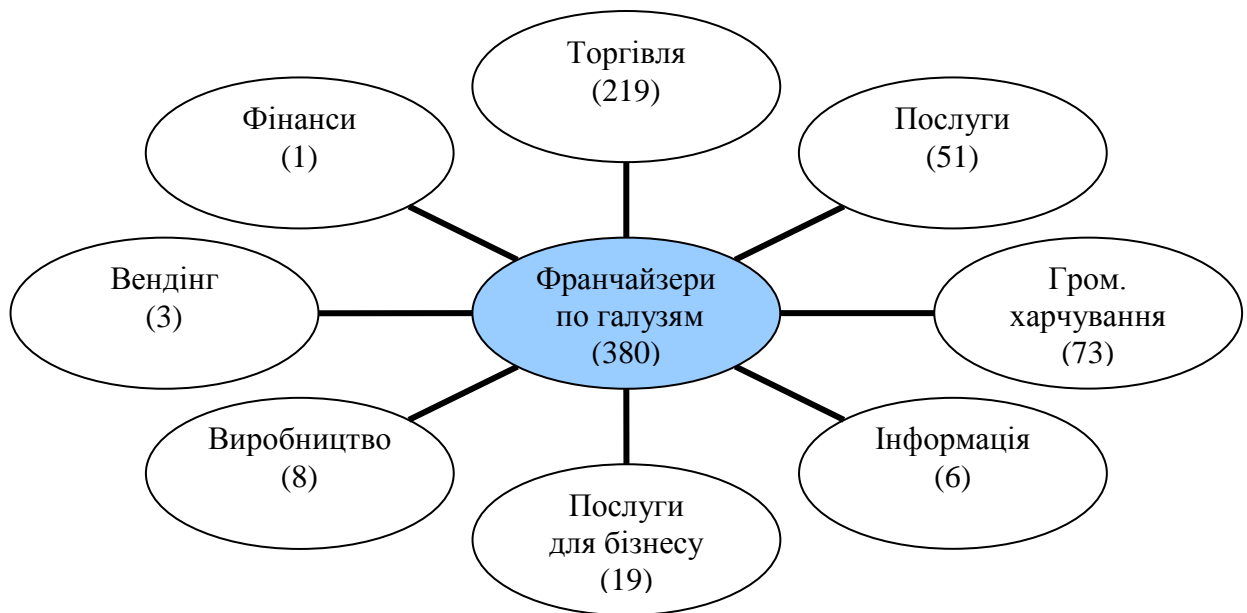 Торгівля
(219)
Фінанси
(1)
Послуги
(51)
Вендінг
(3)
Франчайзери
по галузям
(380)
Гром.
харчування
(73)
Виробництво
(8)
Інформація
(6)
Послуги
для бізнесу
(19)